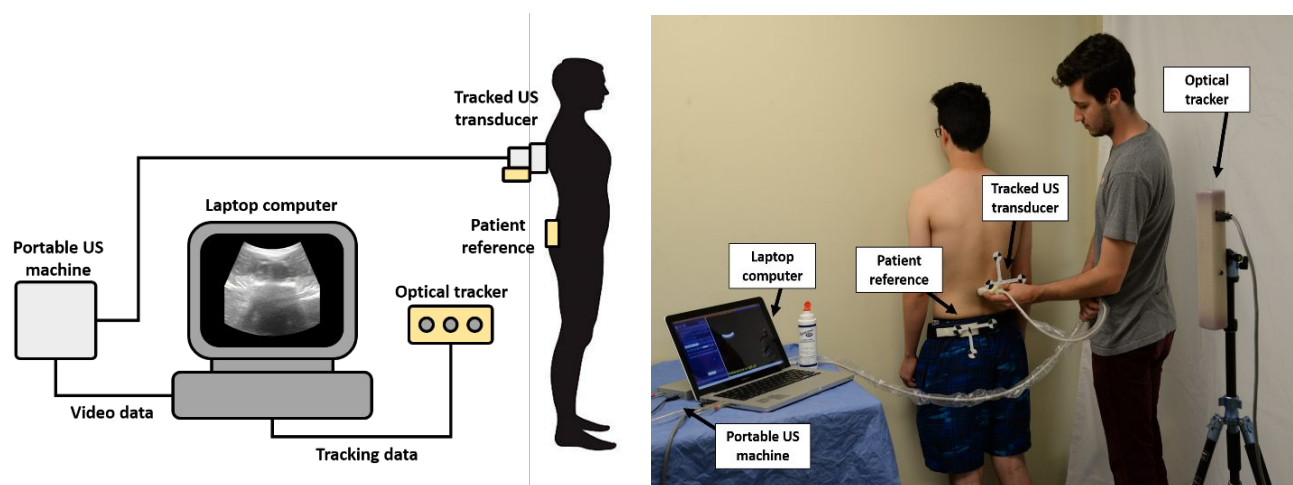 Tracked US
transducer
Laptop computer
Portable US
machine
Patient
reference
Optical tracker
Video data
Tracking data
Optical
tracker
Tracked US
transducer
Laptop
computer
Patient
reference
Portable US
machine